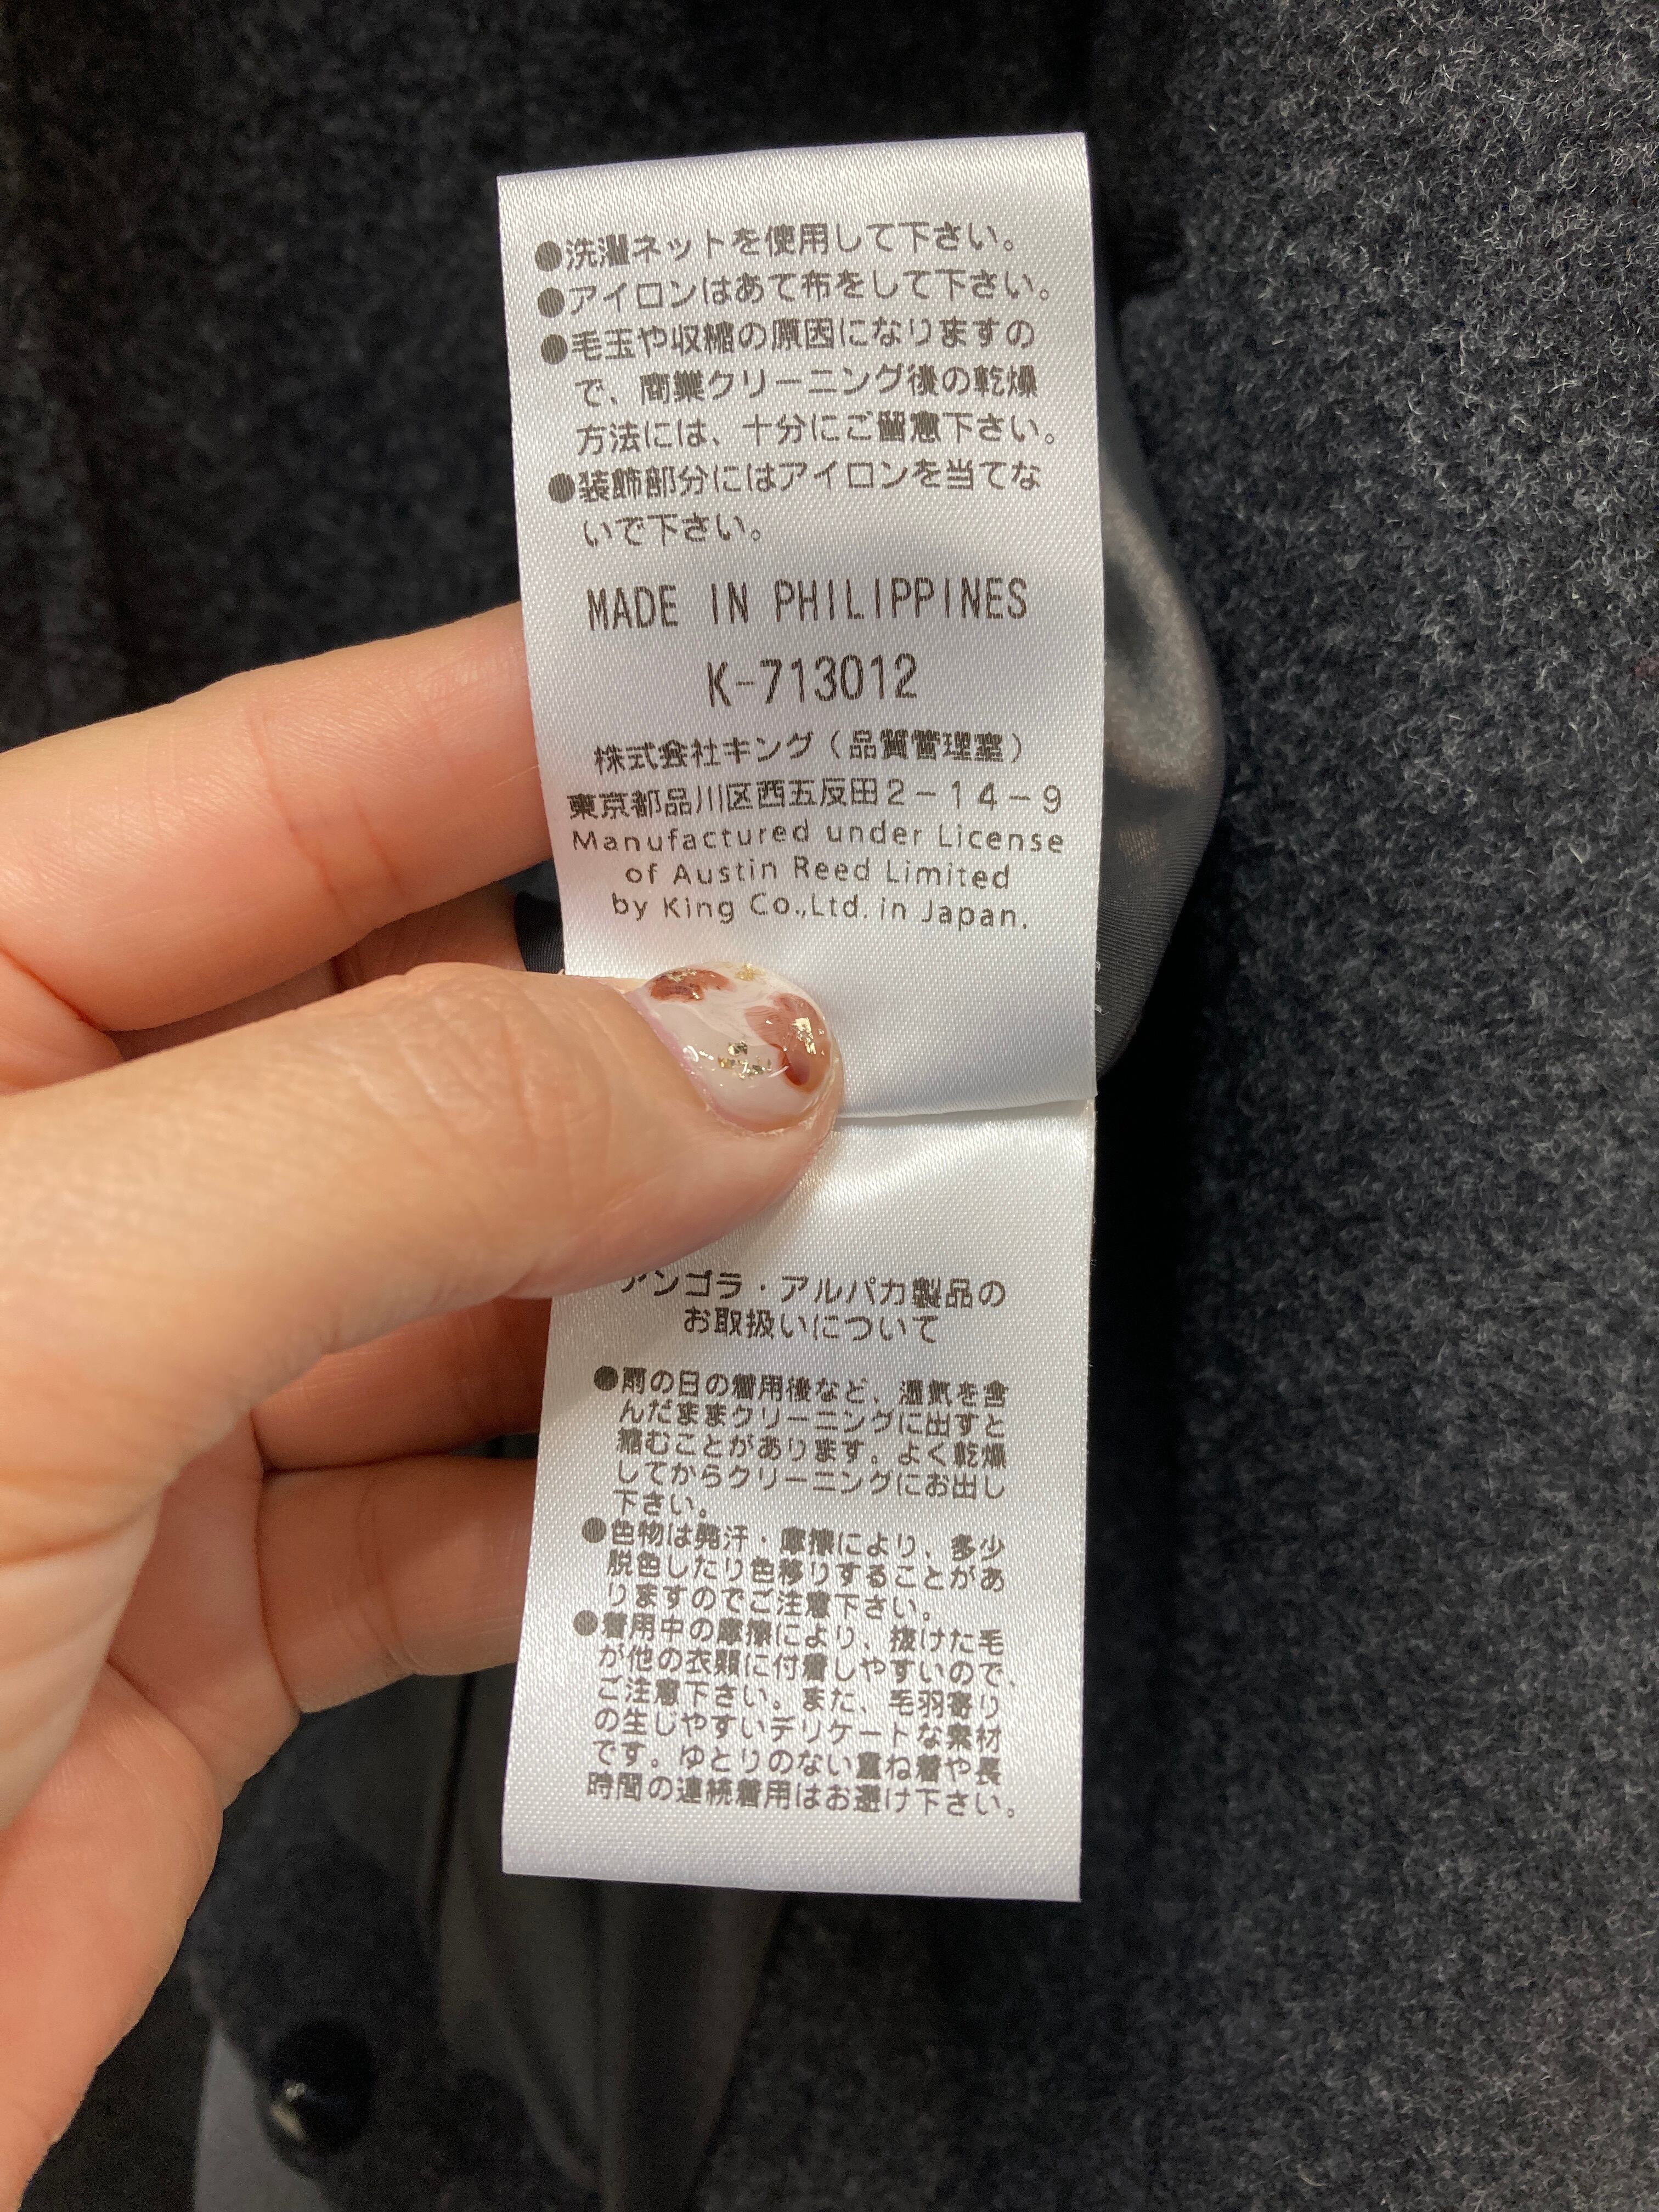 ●洗濯ネットを使用して下さい。
●アイロンはあて布をして下さい。
●毛玉や収縮の原因になりますの
で、商業クリーニング後の乾燥
方法には、十分にご留意下さい。
●装飾部分にはアイロンを当てな
いで下さい。
MADE IN PHILIPPINES
K-713012
株式会社キング（品質管理室）
東京都品川区西五反田2－14－9
Manufactured under License
of Austin Reed Limited
by King Co.,Ltd. in Japan.
アンゴラ・アルパカ製品の
お取扱いについて
●雨の日の着用後など、湿気を含
んだままクリーニングに出すと
縮むことがあります。よく乾燥
してからクリーニングにお出し
下さい。
●色物は発汗・摩擦により、多少
脱色したり色移りすることがあ
りますのでご注意下さい。
●着用中の摩擦により、抜けた毛
が他の衣類に付着しやすいので、
ご注意下さい。また、毛羽寄り
の生じやすいデリケートな素材
です。ゆとりのない重ね着や長
時間の連続着用はお避け下さい。